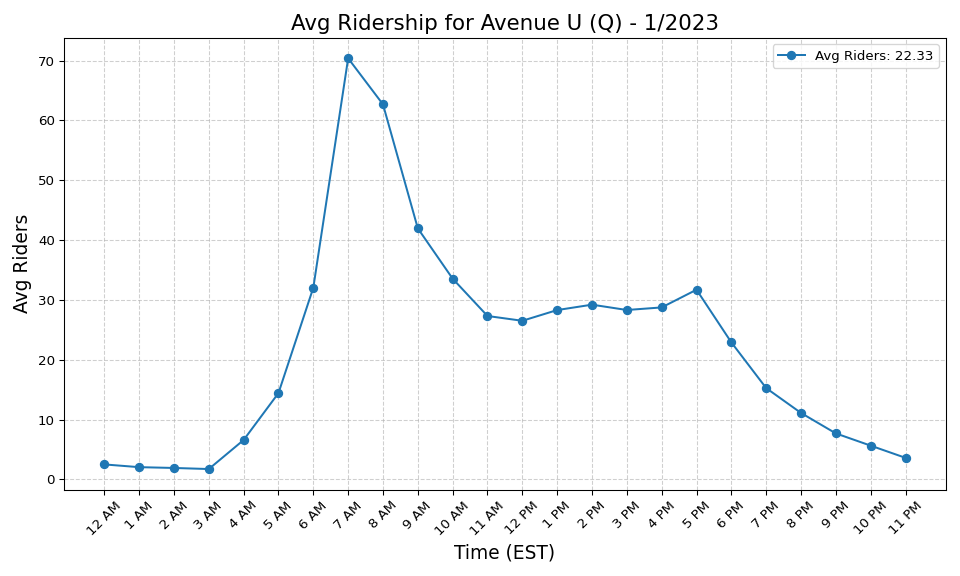 Avg Ridership for Avenue U (Q) - 1/2023
Avg Riders: 22.33
Avg Riders
70
60
50
40
30
20
10
0
12 AM
1 AM
2 AM
3 AM
4 AM
5 AM
6 AM
7 AM
8 AM
9 AM
10 AM
11 AM
12 PM
1 PM
2 PM
3 PM
4 PM
5 PM
6 PM
7 PM
8 PM
9 PM
10 PM
11 PM
Time (EST)